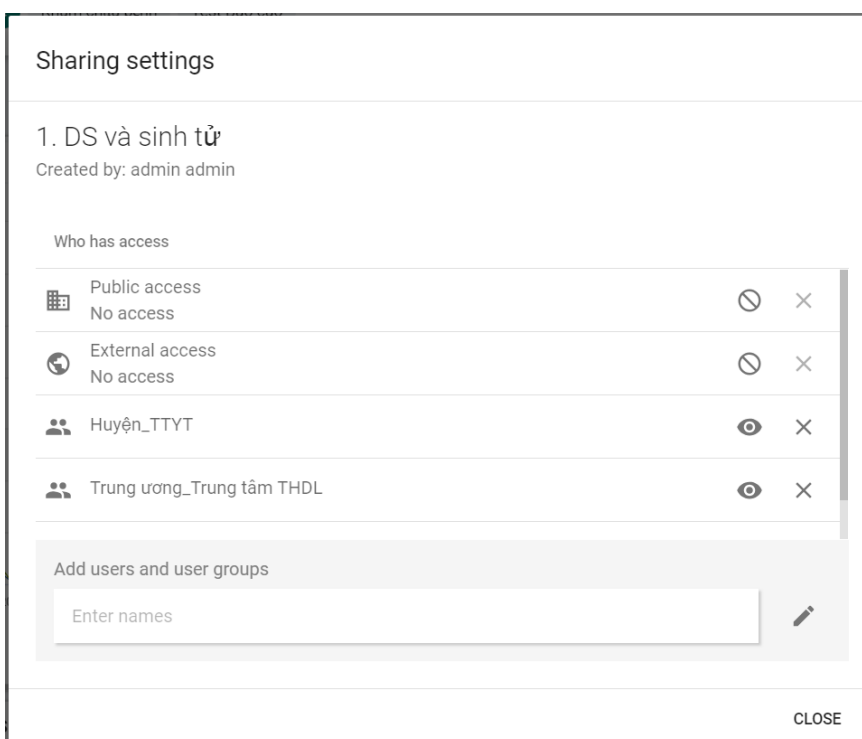 Sharing settings
1. DS và sinh tử
Created by: admin admin
Who has access
Public access
No access
External access
No access
Huyện_TTYT
Trung ương_Trung tâm THDL
Add users and user groups
Enter names
CLOSE